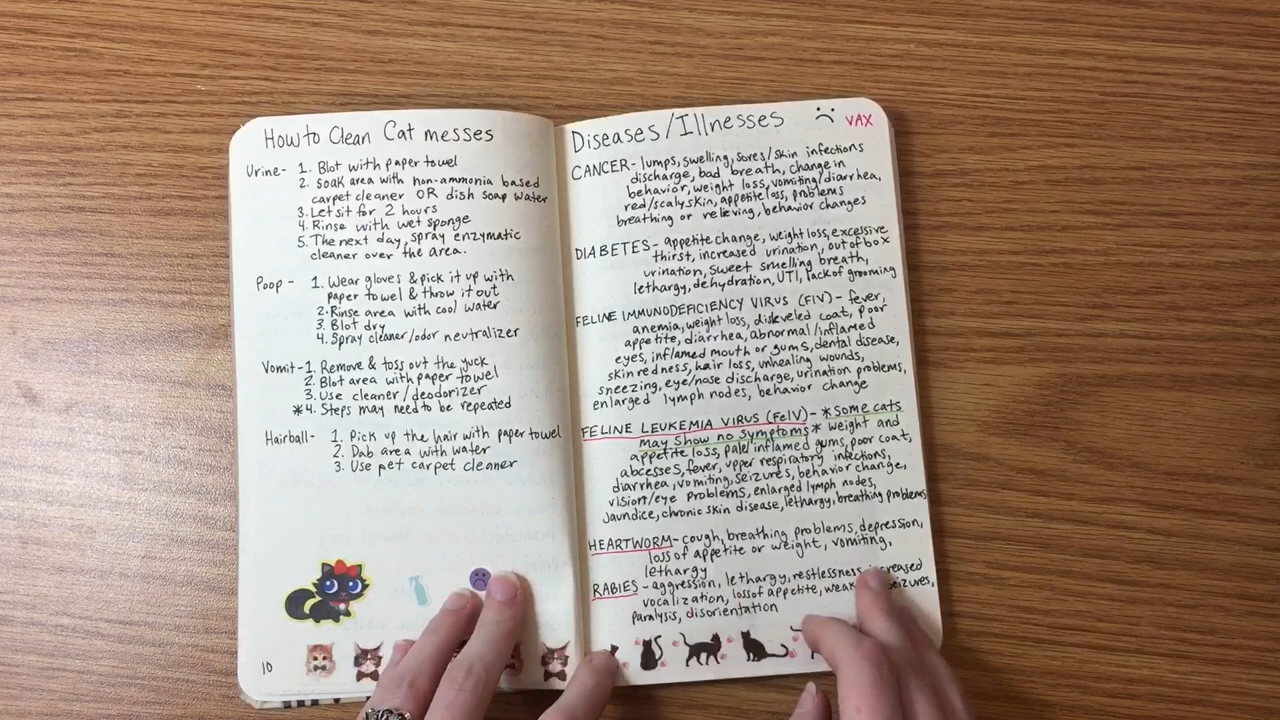 How to Clean Cat messes
Urine- 1. Blot with paper towel
2. Soak area with non-ammonia based
carpet cleaner OR dish soap water
3. Let sit for 2 hours
4. Rinse with wet sponge
5. The next day, spray enzymatic
cleaner over the area.
Poop - 1. Wear gloves & pick it up with
paper towel & throw it out
2. Rinse area with cool water
3. Blot dry
4. Spray cleaner/odor neutralizer
Vomit-1. Remove & toss out the yuck
2. Blot area with paper towel
3. Use cleaner/deodorizer
*4. Steps may need to be repeated
Hairball- 1. Pick up the hair with paper towel
2. Dab area with water
3. Use pet carpet cleaner
10
Diseases/Illnesses
VAX
CANCER- lumps, swelling, sores/skin infections
discharge, bad breath, change in
behavior, weight loss, vomiting/diarrhea,
red/scaly skin, appetite loss, problems
breathing or relieving, behavior changes
DIABETES- appetite change, weight loss, excessive
thirst, increased urination, out of box
urination, sweet smelling breath,
lethargy, dehydration, UTI, lack of grooming
FELINE IMMUNODEFICIENCY VIRUS (FIV) - fever,
anemia, weight loss, diskveled coat, poor
appetite, diarrhea, abnormal/inflamed
eyes, inflamed mouth or gums, dental disease,
skin redness, hair loss, unhealing wounds,
sneezing, eye/nose discharge, urination problems,
enlarged lymph nodes, behavior change
FELINE LEUKEMIA VIRUS (FelV)- *Some cats
may show no symptoms* weight and
appetite loss, pale/inflamed gums, poor coat,
abcesses, fever, upper respiratory infections,
diarrhea, vomiting, seizures, behavior change,
vision/eye problems, enlarged lymph nodes,
Jaundice, chronic skin disease, lethargy, breathing problems
HEARTWORM- cough, breathing problems, depression,
loss of appetite or weight, vomiting,
lethargy
RABIES - aggression, lethargy, restlessness, increased
vocalization, loss of appetite, seizures,
paralysis, disorientation